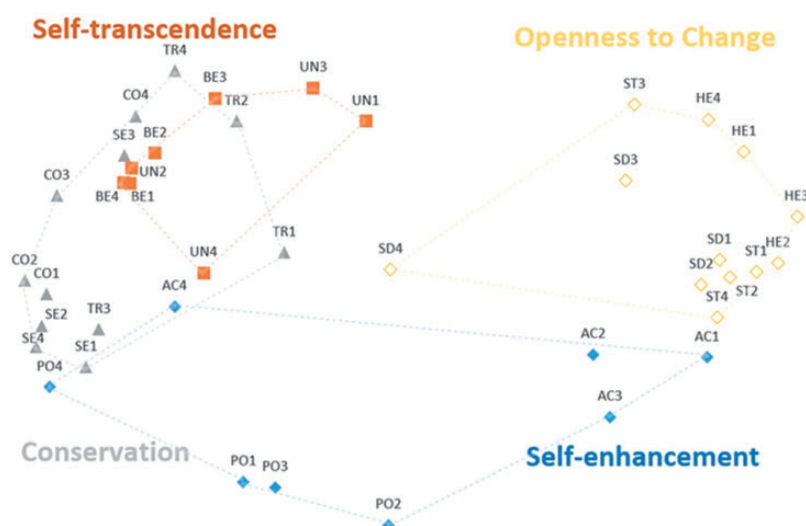 Self-transcendence
Openness to Change
TR4
BE3
UN3
UN1
TR2
CO4
SE3
BE2
UN2
BE4
BE1
CO3
UN4
TR1
CO2
CO1
SE2
SE4
TR3
SE1
AC4
PO4
ST3
HE4
HE1
SD3
HE3
SD4
SD1
ST1
HE2
SD2
ST2
ST4
AC2
AC1
AC3
Conservation
Self-enhancement
PO1
PO3
PO2